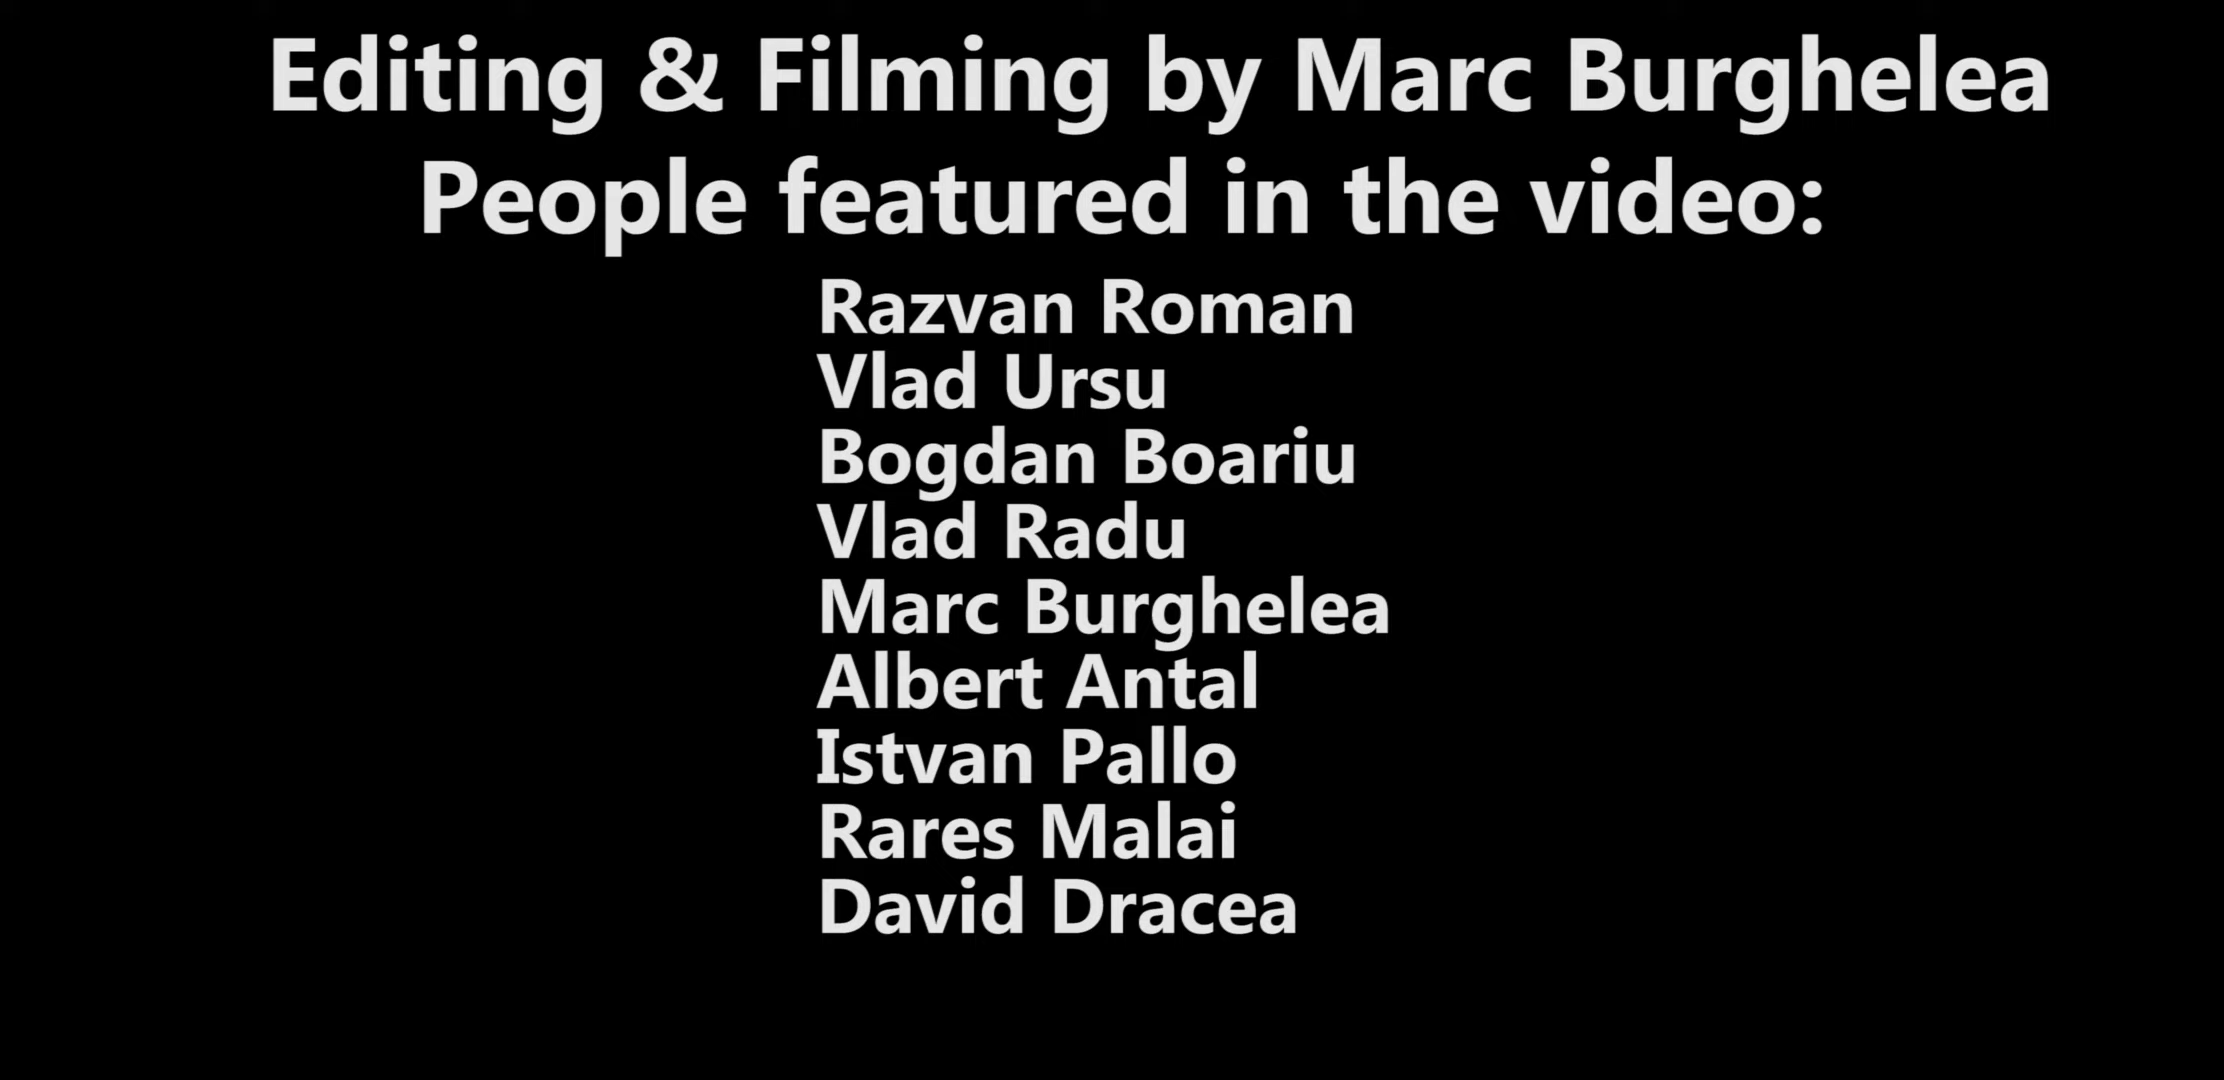 Editing & Filming by Marc Burghelea
People featured in the video:
Razvan Roman
Vlad Ursu
Bogdan Boariu
Vlad Radu
Marc Burghelea
Albert Antal
Istvan Pallo
Rares Malai
David Dracea